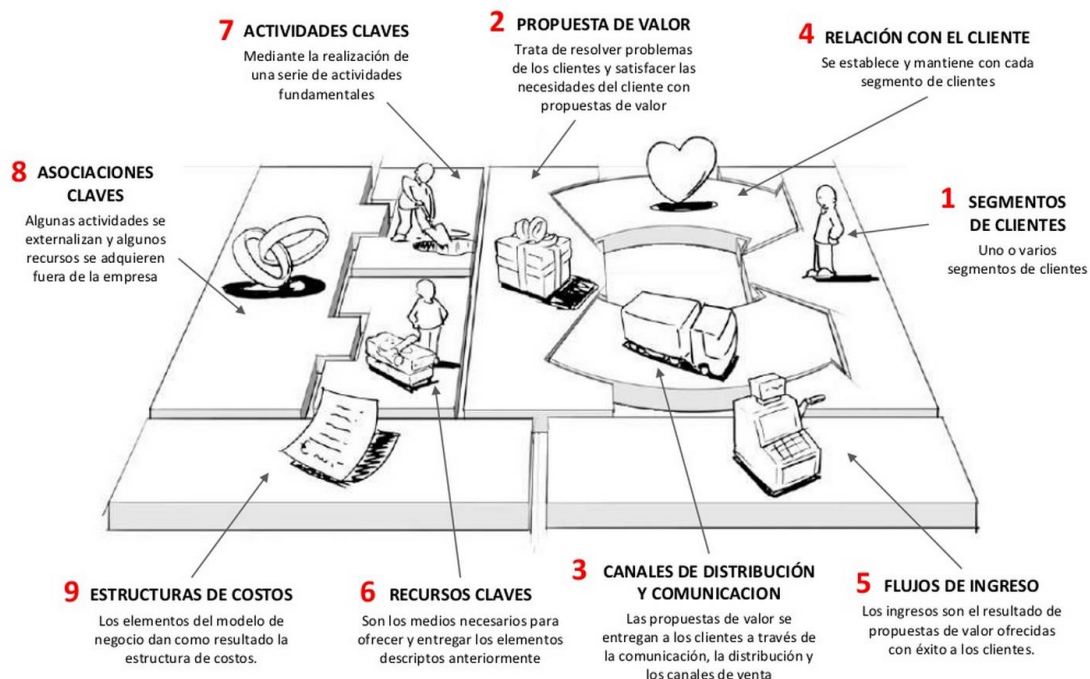 7 ACTIVIDADES CLAVES
Mediante la realización de
una serie de actividades
fundamentales
2 PROPUESTA DE VALOR
Trata de resolver problemas
de los clientes y satisfacer las
necesidades del cliente con
propuestas de valor
4 RELACIÓN CON EL CLIENTE
Se establece y mantiene con cada
segmento de clientes
8 ASOCIACIONES
CLAVES
Algunas actividades se
externalizan y algunos
recursos se adquieren
fuera de la empresa
1 SEGMENTOS
DE CLIENTES
Uno o varios
segmentos de clientes
9 ESTRUCTURAS DE COSTOS
Los elementos del modelo de
negocio dan como resultado la
estructura de costos.
6 RECURSOS CLAVES
Son los medios necesarios para
ofrecer y entregar los elementos
descriptos anteriormente
3 CANALES DE DISTRIBUCIÓN
Y COMUNICACION
Las propuestas de valor se
entregan a los clientes a través de
la comunicación, la distribución y
los canales de venta
5 FLUJOS DE INGRESO
Los ingresos son el resultado de
propuestas de valor ofrecidas
con éxito a los clientes.